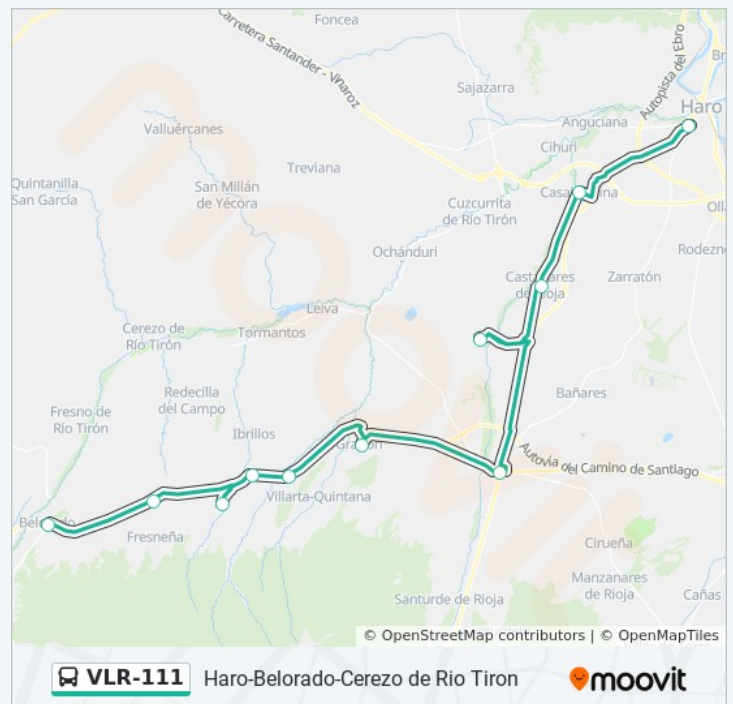 Foncea
Carretera Santander - Vinaroz
Autopista del Ebro
Sajazarra
Haro
Anguciana
Valluércanes
Cihuri
Treviana
Quintanilla
San García
San Millán
de Yécora
Cuzcurrita
de Río Tirón
Ochánduri
Rodezno
Zarratón
Leiva
Cerezo de
Río Tirón
Tormantos
Redecilla
del Campo
Bañares
Fresno de
Río Tirón
Ibrillos
Autovía del Camino de Santiago
Villarta-Quintana
Fresneña
Cirueña
Manzanares
de Rioja
Cañas
Santurde de Rioja
© OpenStreetMap contributors | © OpenMapTiles
VLR-111
Haro-Belorado-Cerezo de Rio Tiron
moovit